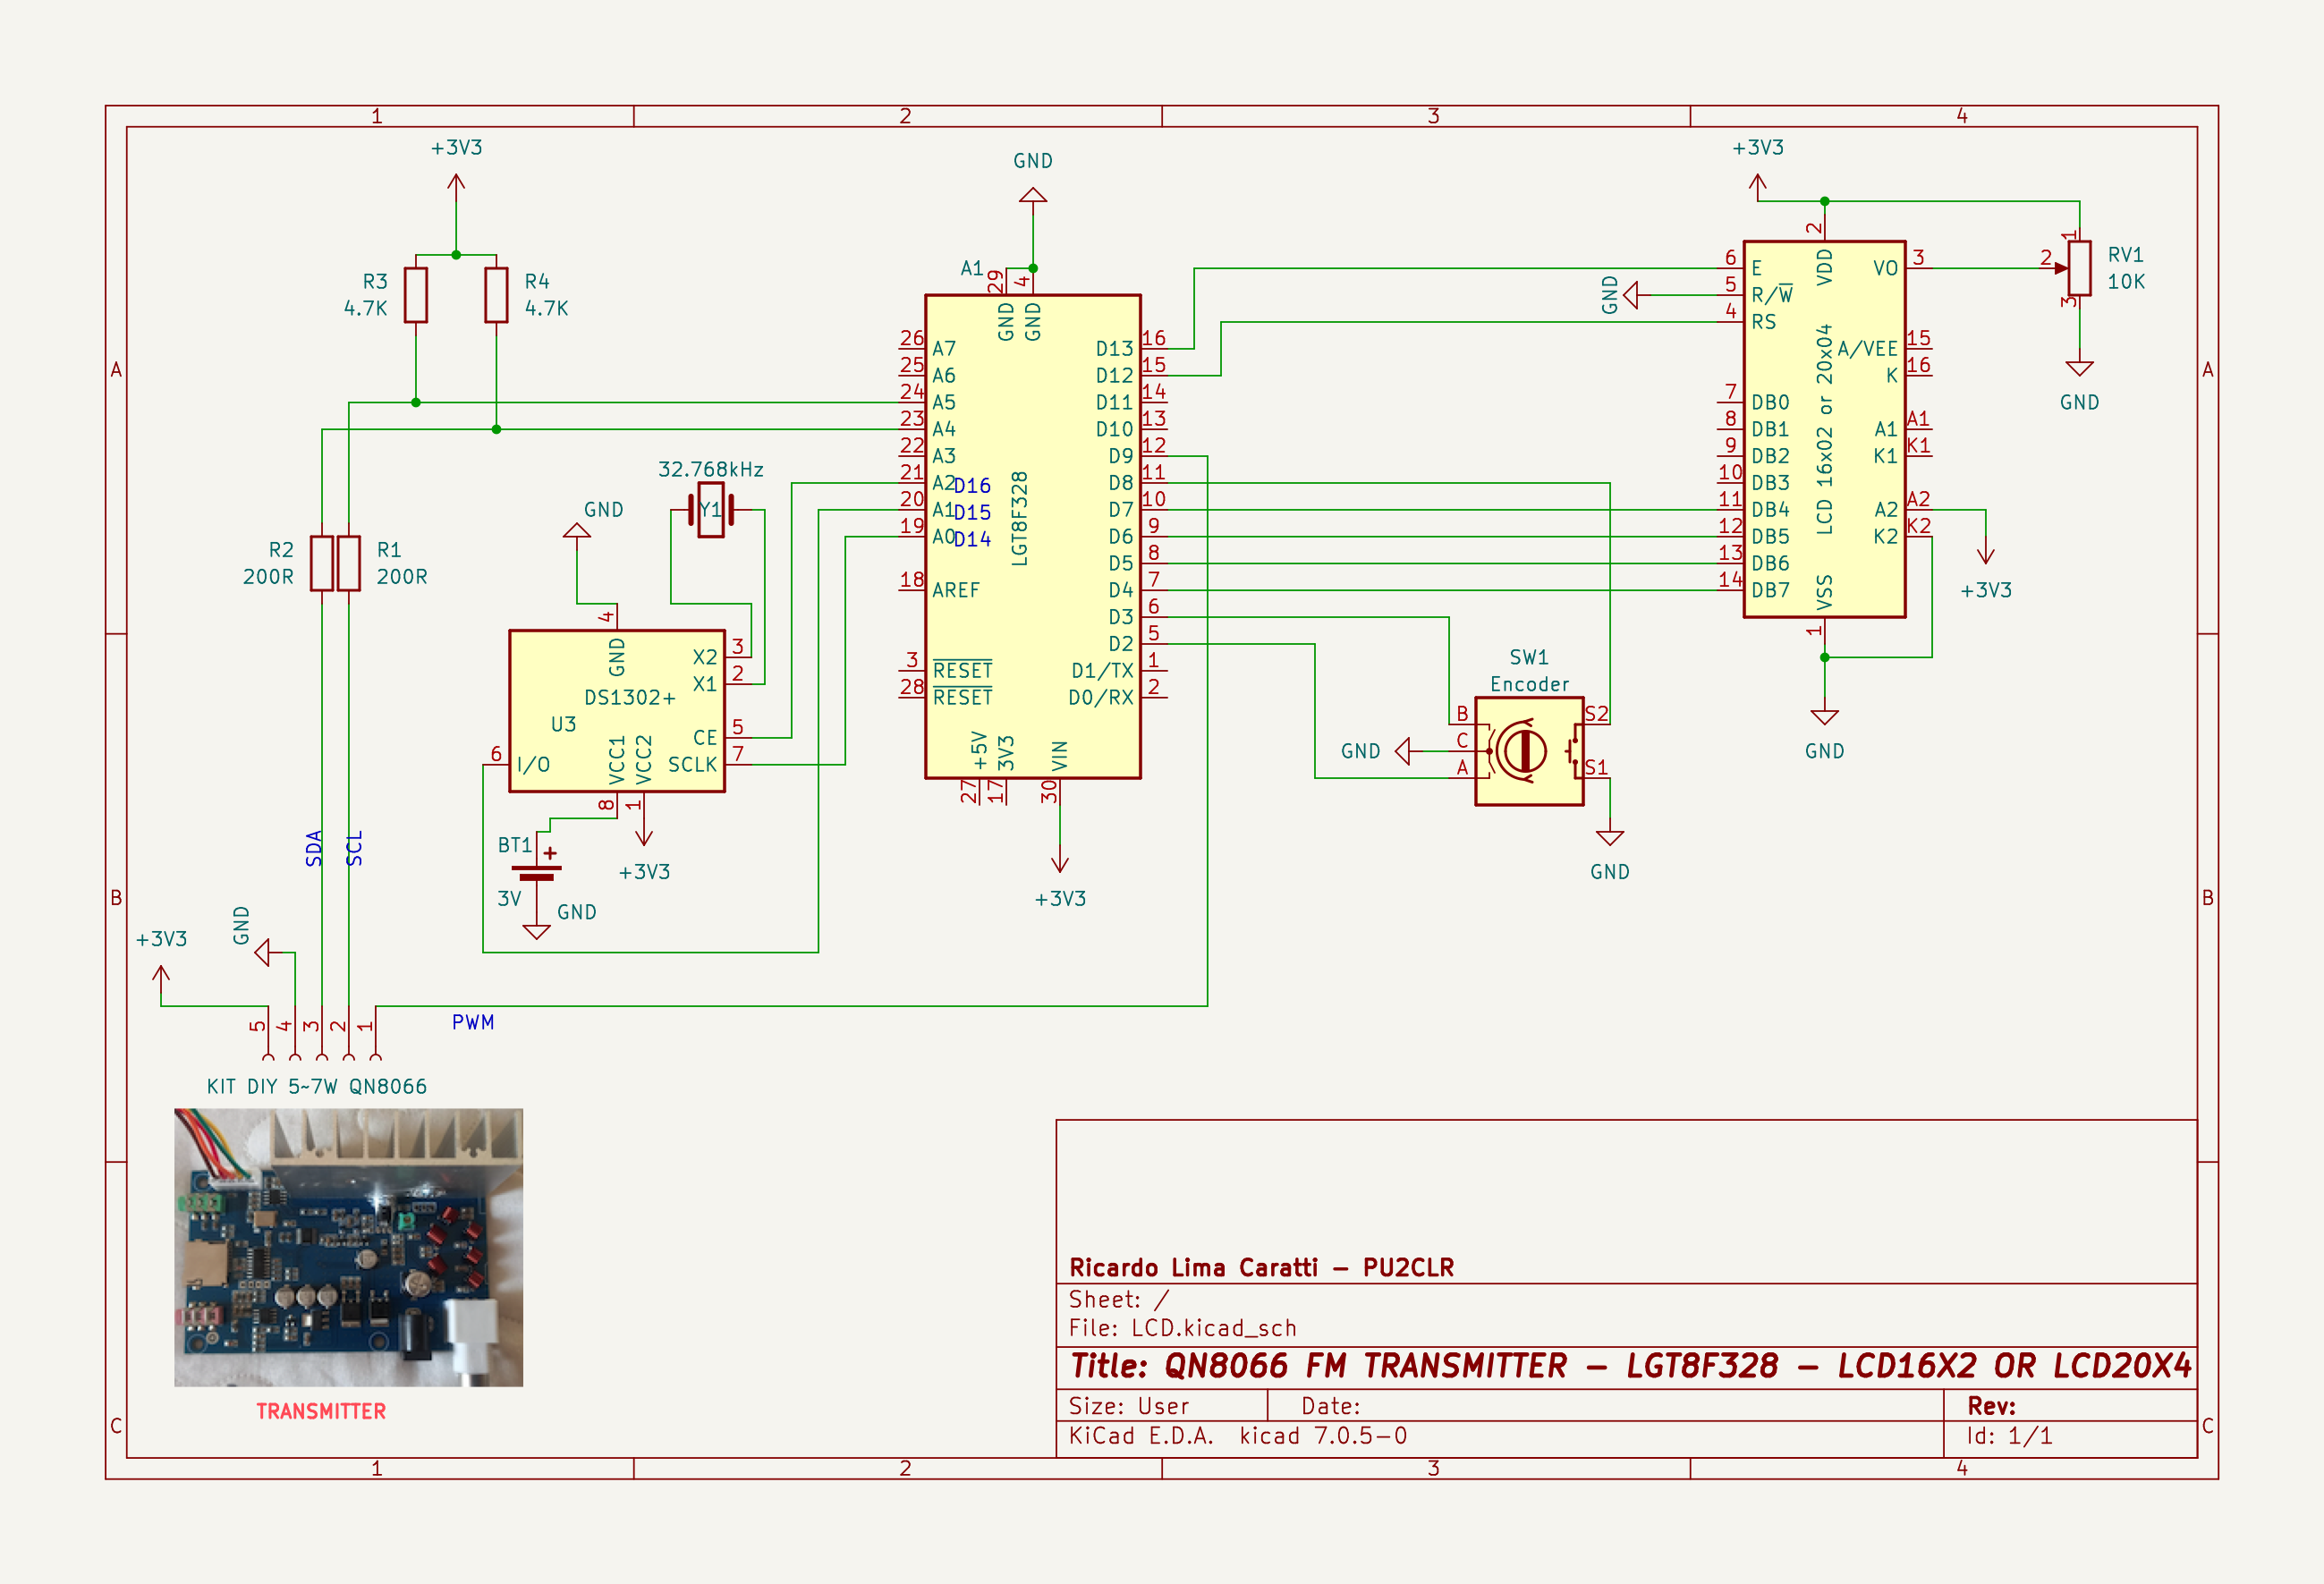 1 2 3 4
+3V3
R3
4.7K
R4
4.7K
GND
A1
29 4
GND GND
26 A7
25 A6
24 A5
23 A4
22 A3
21 A2 D16
20 A1 D15
19 A0 D14
18 AREF
3 RESET
28 RESET
LGT8F328
D13 16
D12 15
D11 14
D10 13
D9 12
D8 11
D7 10
D6 9
D5 8
D4 7
D3 6
D2 5
D1/TX 1
D0/RX 2
+5V 3V3 VIN
27 17 30
+3V3
+3V3
2
VDD
6 E
GND
5 R/W
4 RS
7 DB0
8 DB1
9 DB2
10 DB3
11 DB4
12 DB5
13 DB6
14 DB7
LCD 16x02 or 20x04
VO 3
A/VEE 15
K 16
A1 A1
K1 K1
A2 A2
K2 K2
VSS
1
GND
+3V3
1
2
3
RV1
10K
GND
A
A
R2
200R
R1
200R
32.768kHz
Y1
GND
4
GND
X2 3
X1 2
DS1302+
U3
CE 5
SCLK 7
6 I/O
VCC1 VCC2
8 1
BT1
+
3V
GND
+3V3
SW1
Encoder
B
C
A
S2
S1
GND
GND
SDA SCL
B
B
+3V3
GND
5 4 3 2 1
PWM
KIT DIY 5~7W QN8066
TRANSMITTER
C
C
Ricardo Lima Caratti - PU2CLR
Sheet: /
File: LCD.kicad_sch
Title: QN8066 FM TRANSMITTER - LGT8F328 - LCD16X2 OR LCD20X4
Size: User Date: Rev:
KiCad E.D.A. kicad 7.0.5-0 Id: 1/1
1 2 3 4